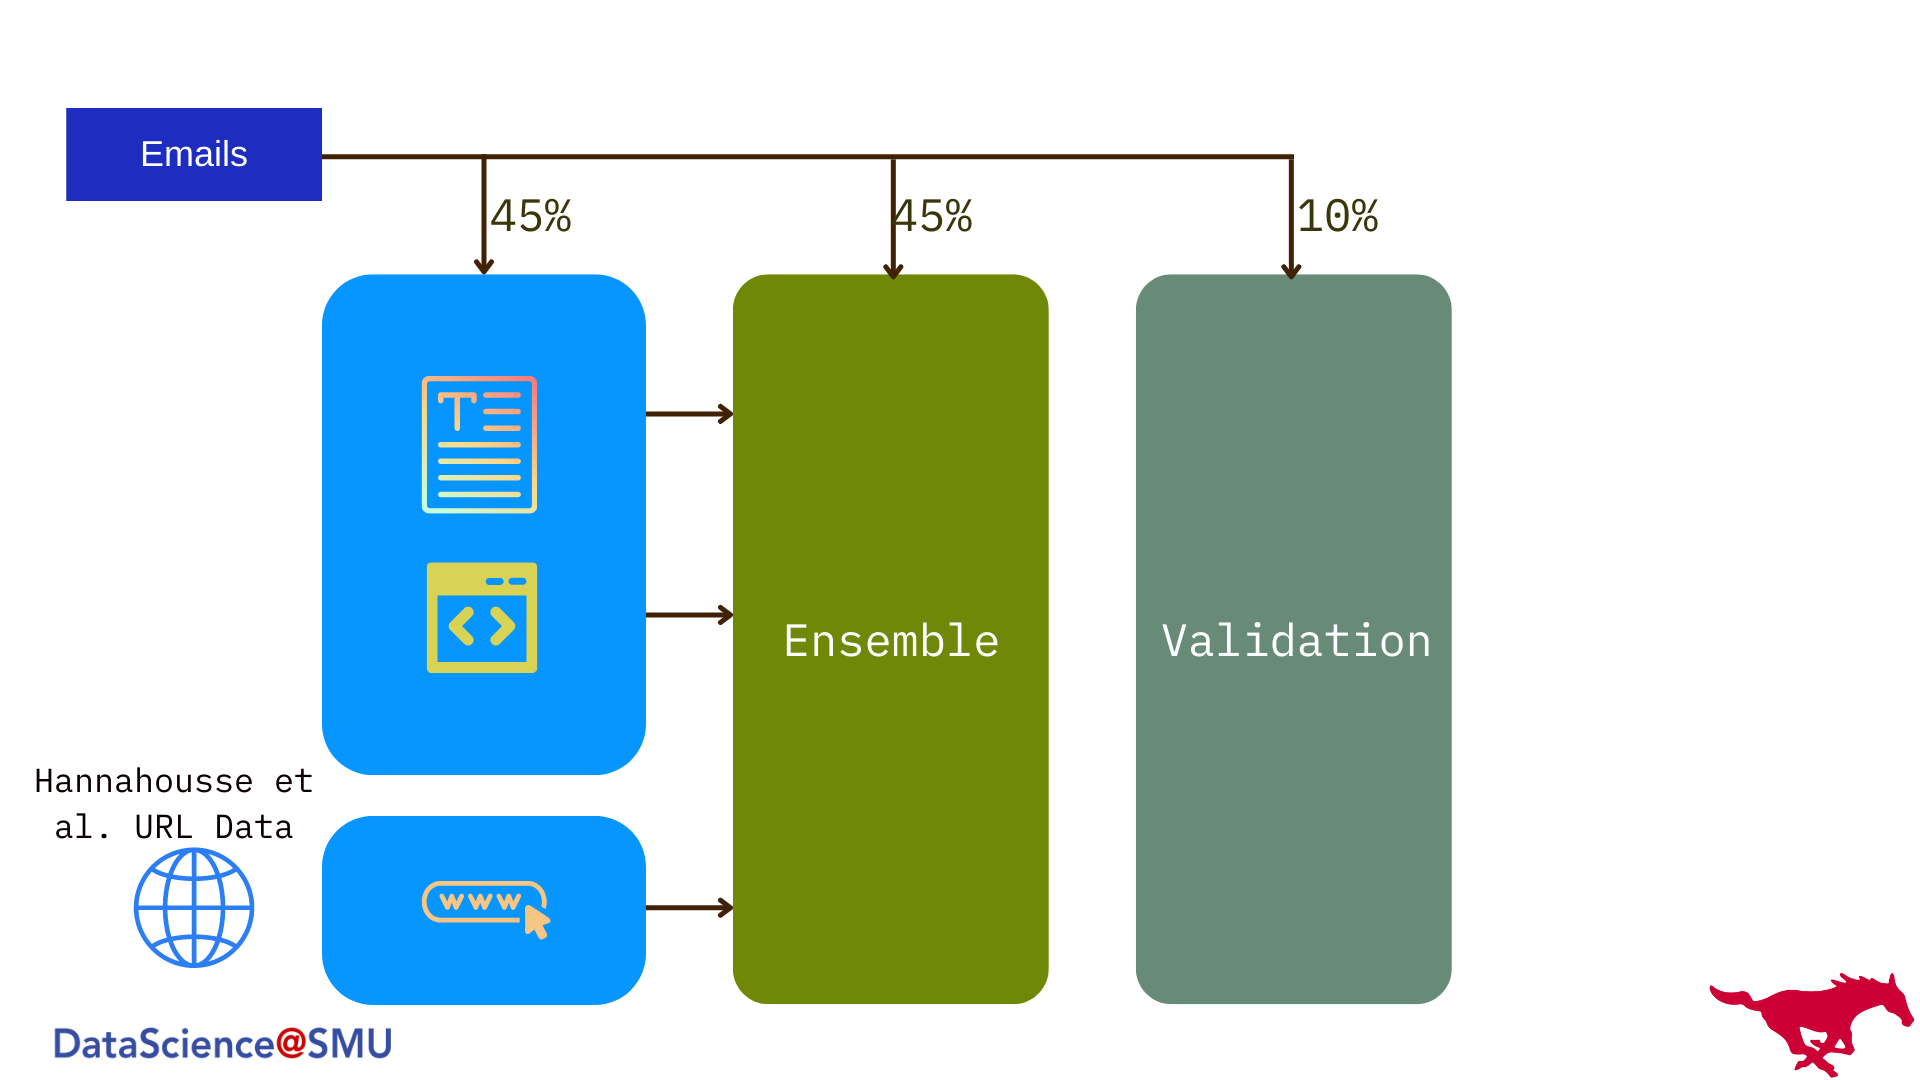 Emails
45%
45%
10%
T
Ensemble
Validation
Hannahousse et
al. URL Data
www
DataScience@SMU